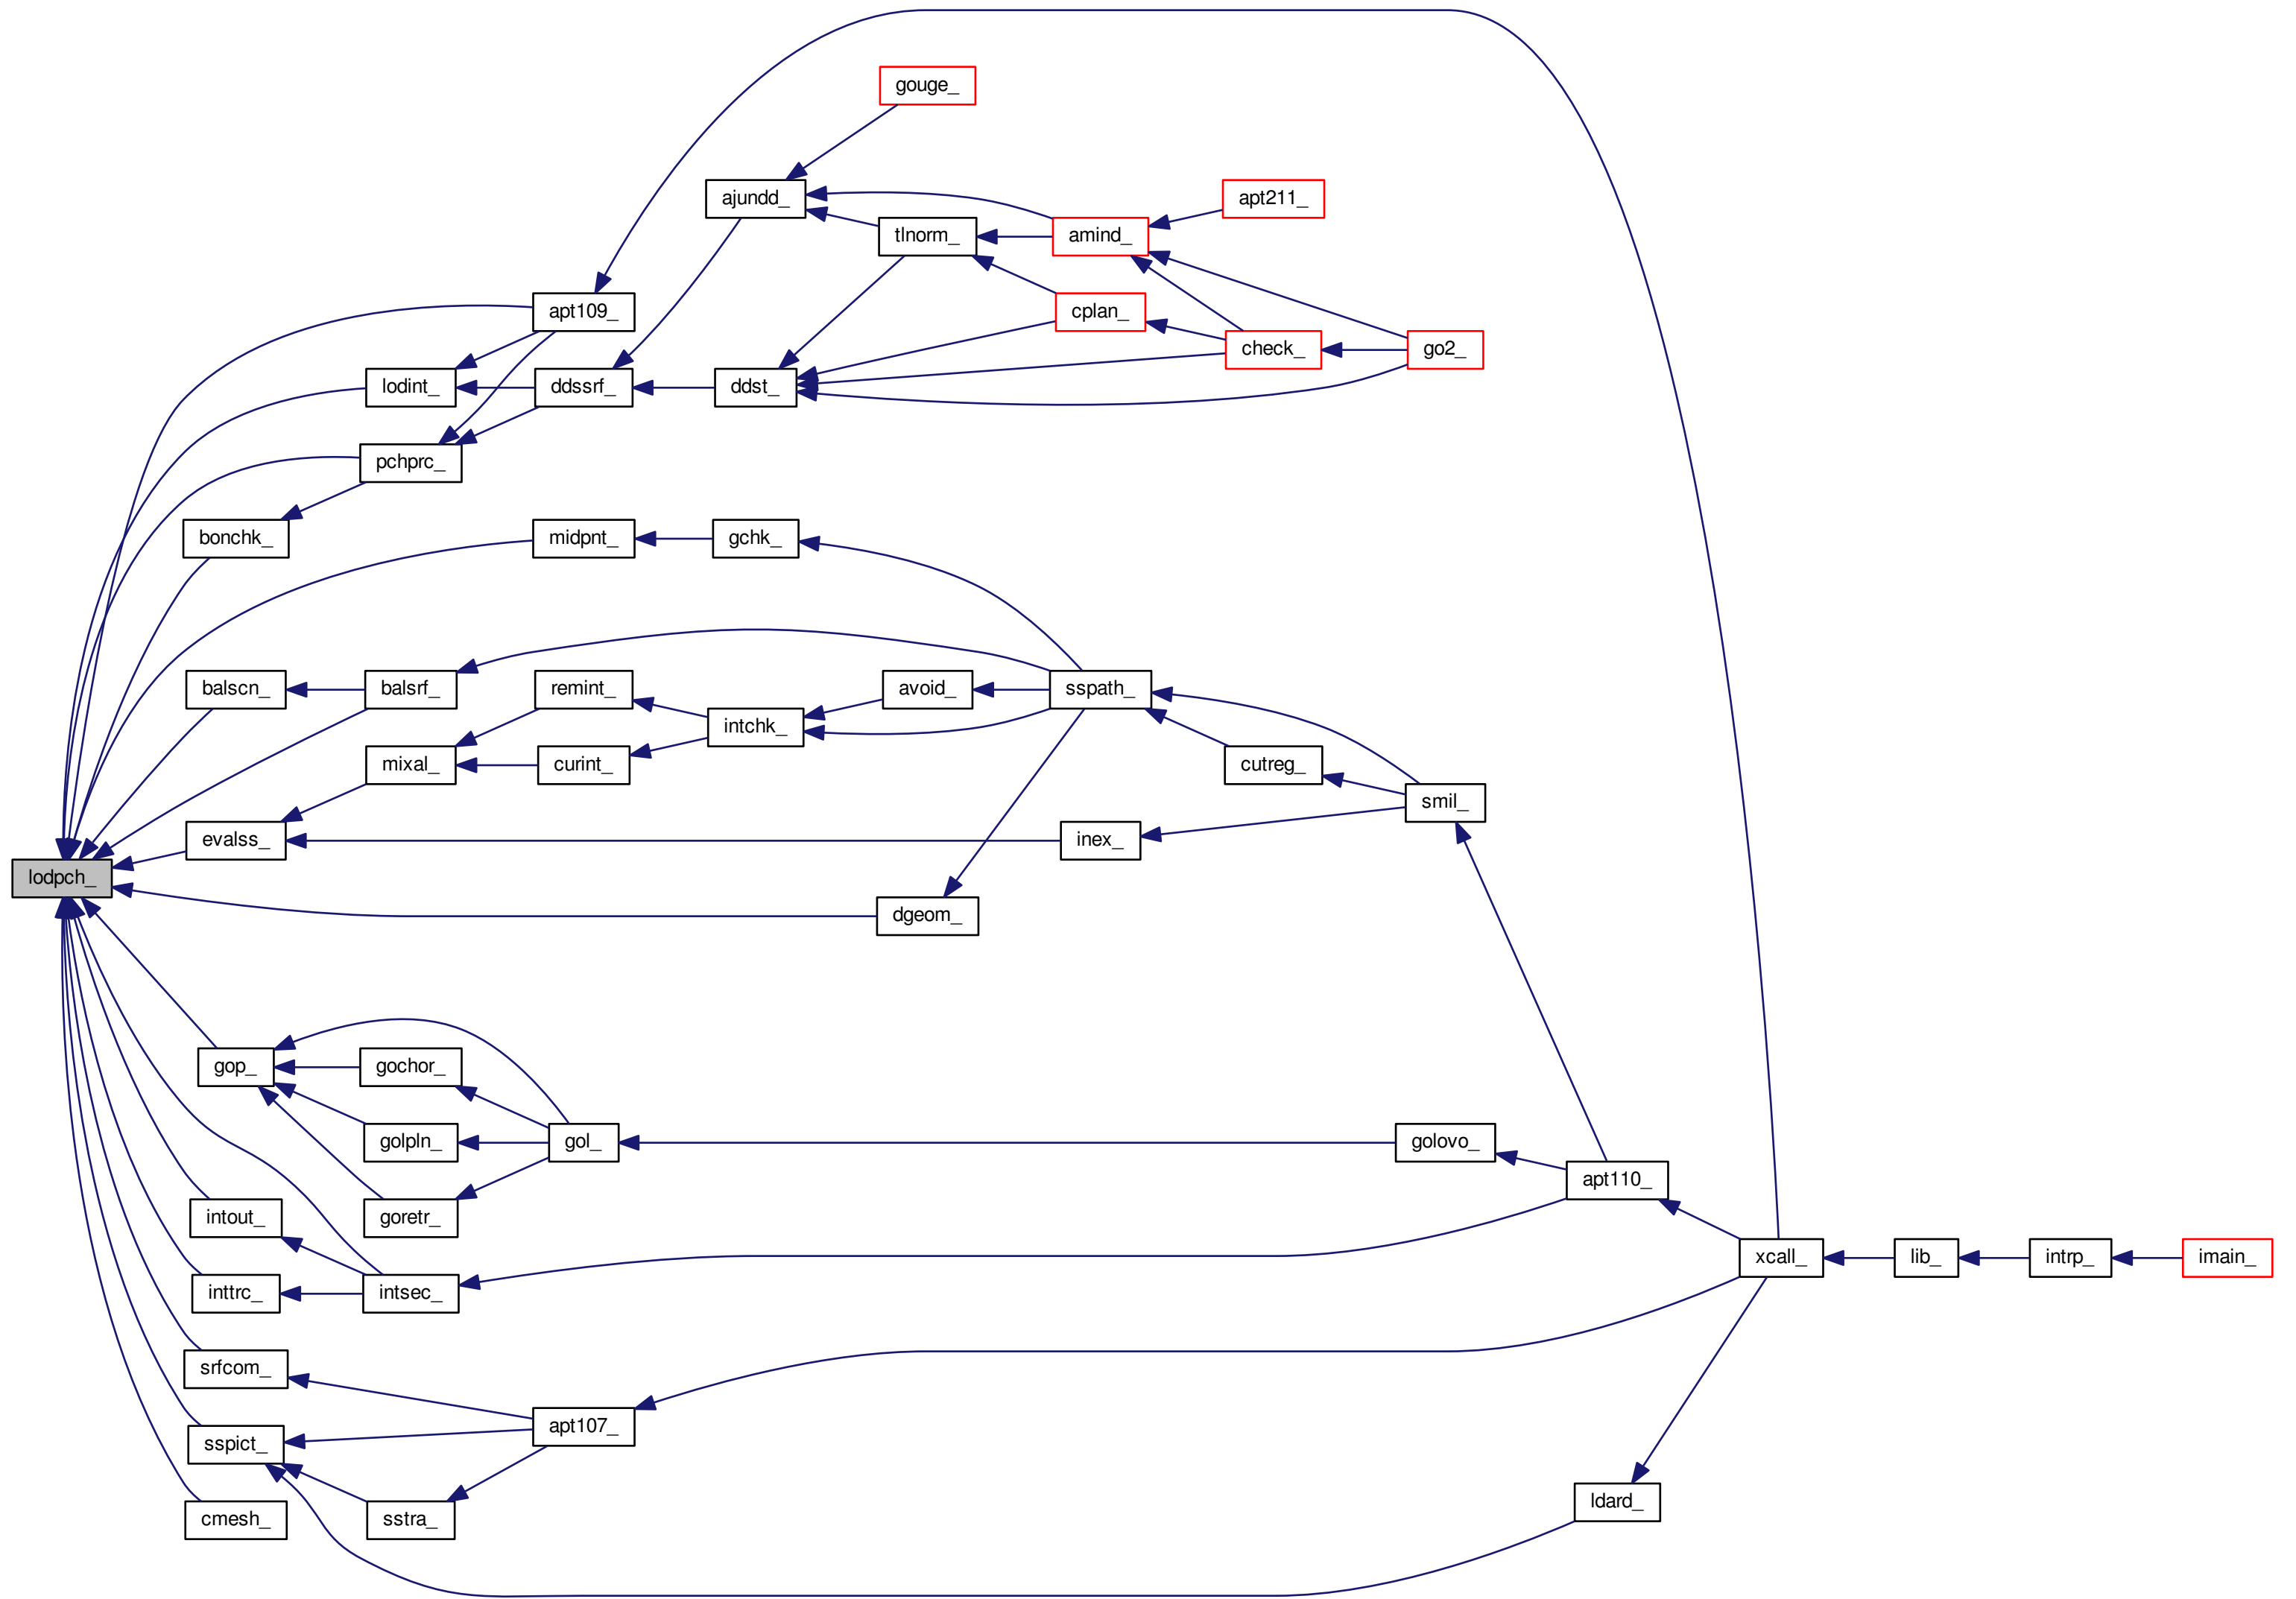 gouge_
ajundd_
apt211_
tlnorm_
amind_
apt109_
cplan_
check_
go2_
lodint_
ddssrf_
ddst_
pchprc_
bonchk_
midpnt_
gchk_
balscn_
balsrf_
remint_
avoid_
sspath_
intchk_
mixal_
curint_
cutreg_
smil_
evalss_
inex_
lodpch_
dgeom_
gop_
gochor_
golpln_
gol_
golovo_
apt110_
intout_
goretr_
xcall_
lib_
intrp_
imain_
inttrc_
intsec_
srfcom_
apt107_
sspict_
ldard_
cmesh_
sstra_